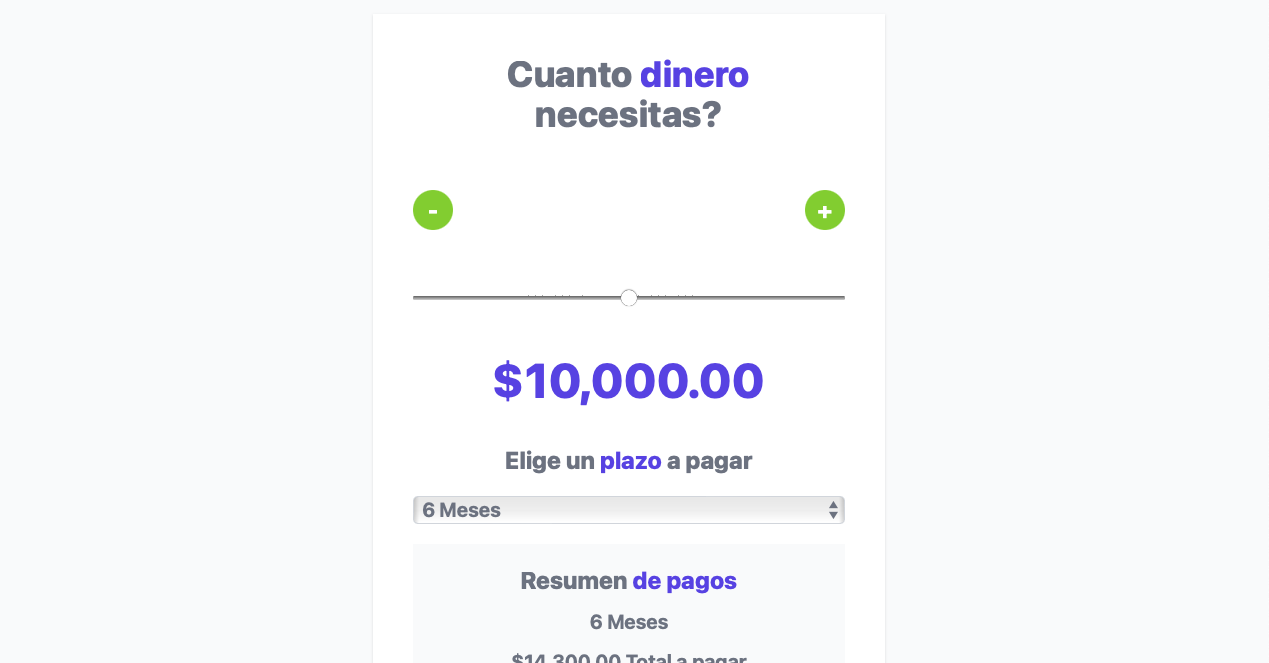 Cuanto dinero
necesitas?
-
+
$10,000.00
Elige un plazo a pagar
6 Meses
Resumen de pagos
6 Meses
$14,300.00 Total a pagar